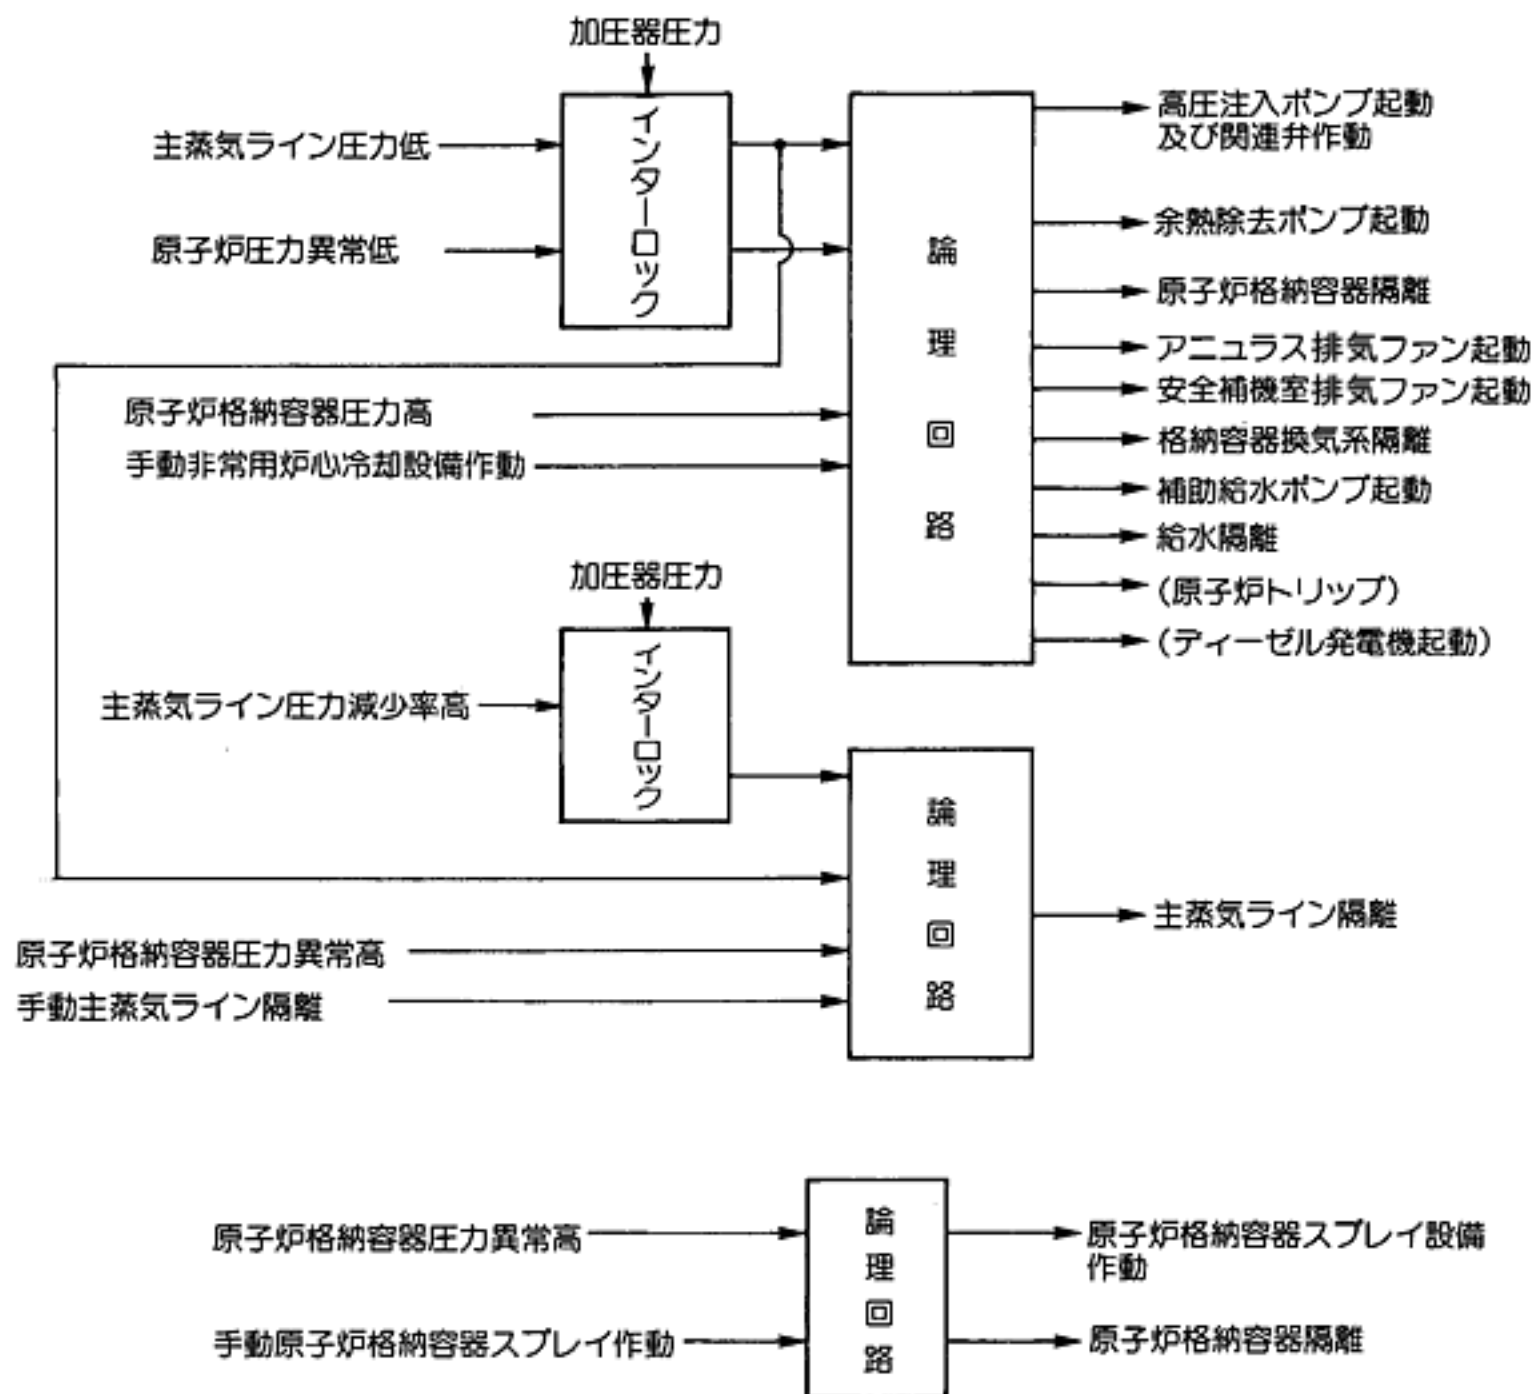 加圧器圧力
主蒸気ライン圧力低
原子炉圧力異常低
インターロック
論理回路
高圧注入ポンプ起動
及び関連弁作動
余熱除去ポンプ起動
原子炉格納容器隔離
アニュラス排気ファン起動
安全補機室排気ファン起動
格納容器換気系隔離
補助給水ポンプ起動
給水隔離
(原子炉トリップ)
(ディーゼル発電機起動)
原子炉格納容器圧力高
手動非常用炉心冷却設備作動
加圧器圧力
主蒸気ライン圧力減少率高
インターロック
論理回路
主蒸気ライン隔離
原子炉格納容器圧力異常高
手動主蒸気ライン隔離
原子炉格納容器圧力異常高
手動原子炉格納容器スプレイ作動
論理回路
原子炉格納容器スプレイ設備
作動
原子炉格納容器隔離